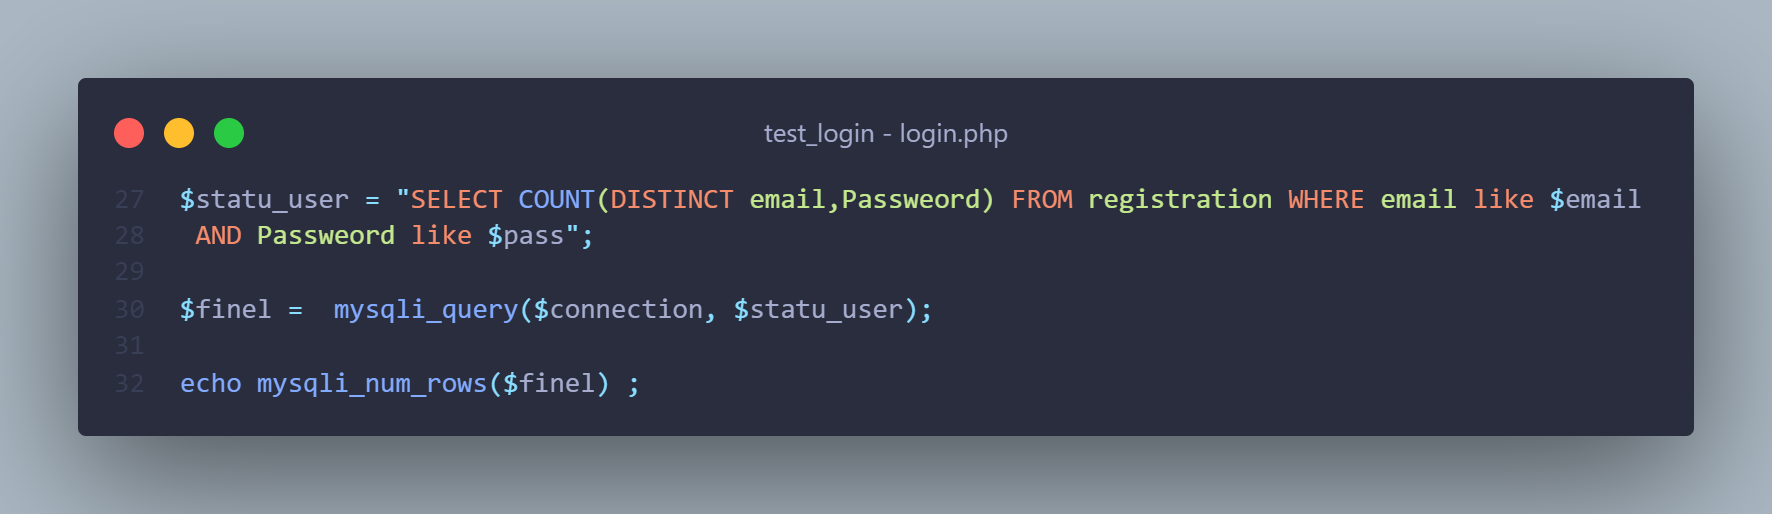 test_login - login.php
27 $statu_user = "SELECT COUNT(DISTINCT email,Passweord) FROM registration WHERE email like $email
28  AND Passweord like $pass";
29
30 $finel =  mysqli_query($connection, $statu_user);
31
32 echo mysqli_num_rows($finel) ;